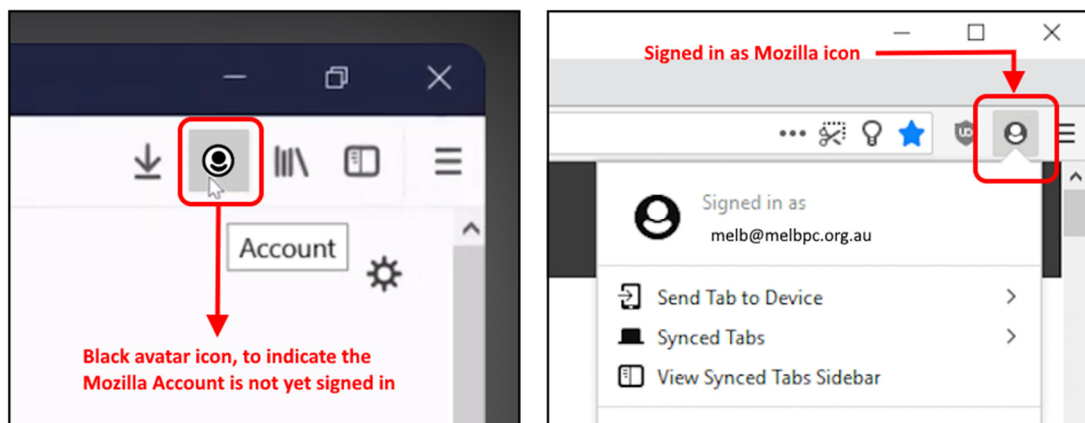 Account
Black avatar icon, to indicate the
Mozilla Account is not yet signed in
Signed in as Mozilla icon
Signed in as
melb@melbpc.org.au
Send Tab to Device
Synced Tabs
View Synced Tabs Sidebar